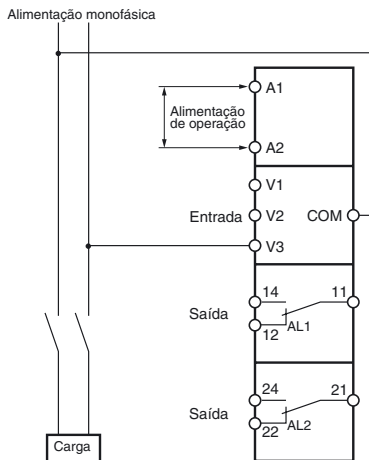 Alimentação monofásica
A1
Alimentação
de operação
A2
V1
Entrada
V2
COM
V3
14
11
Saída
12
AL1
24
21
Saída
22
AL2
Carga